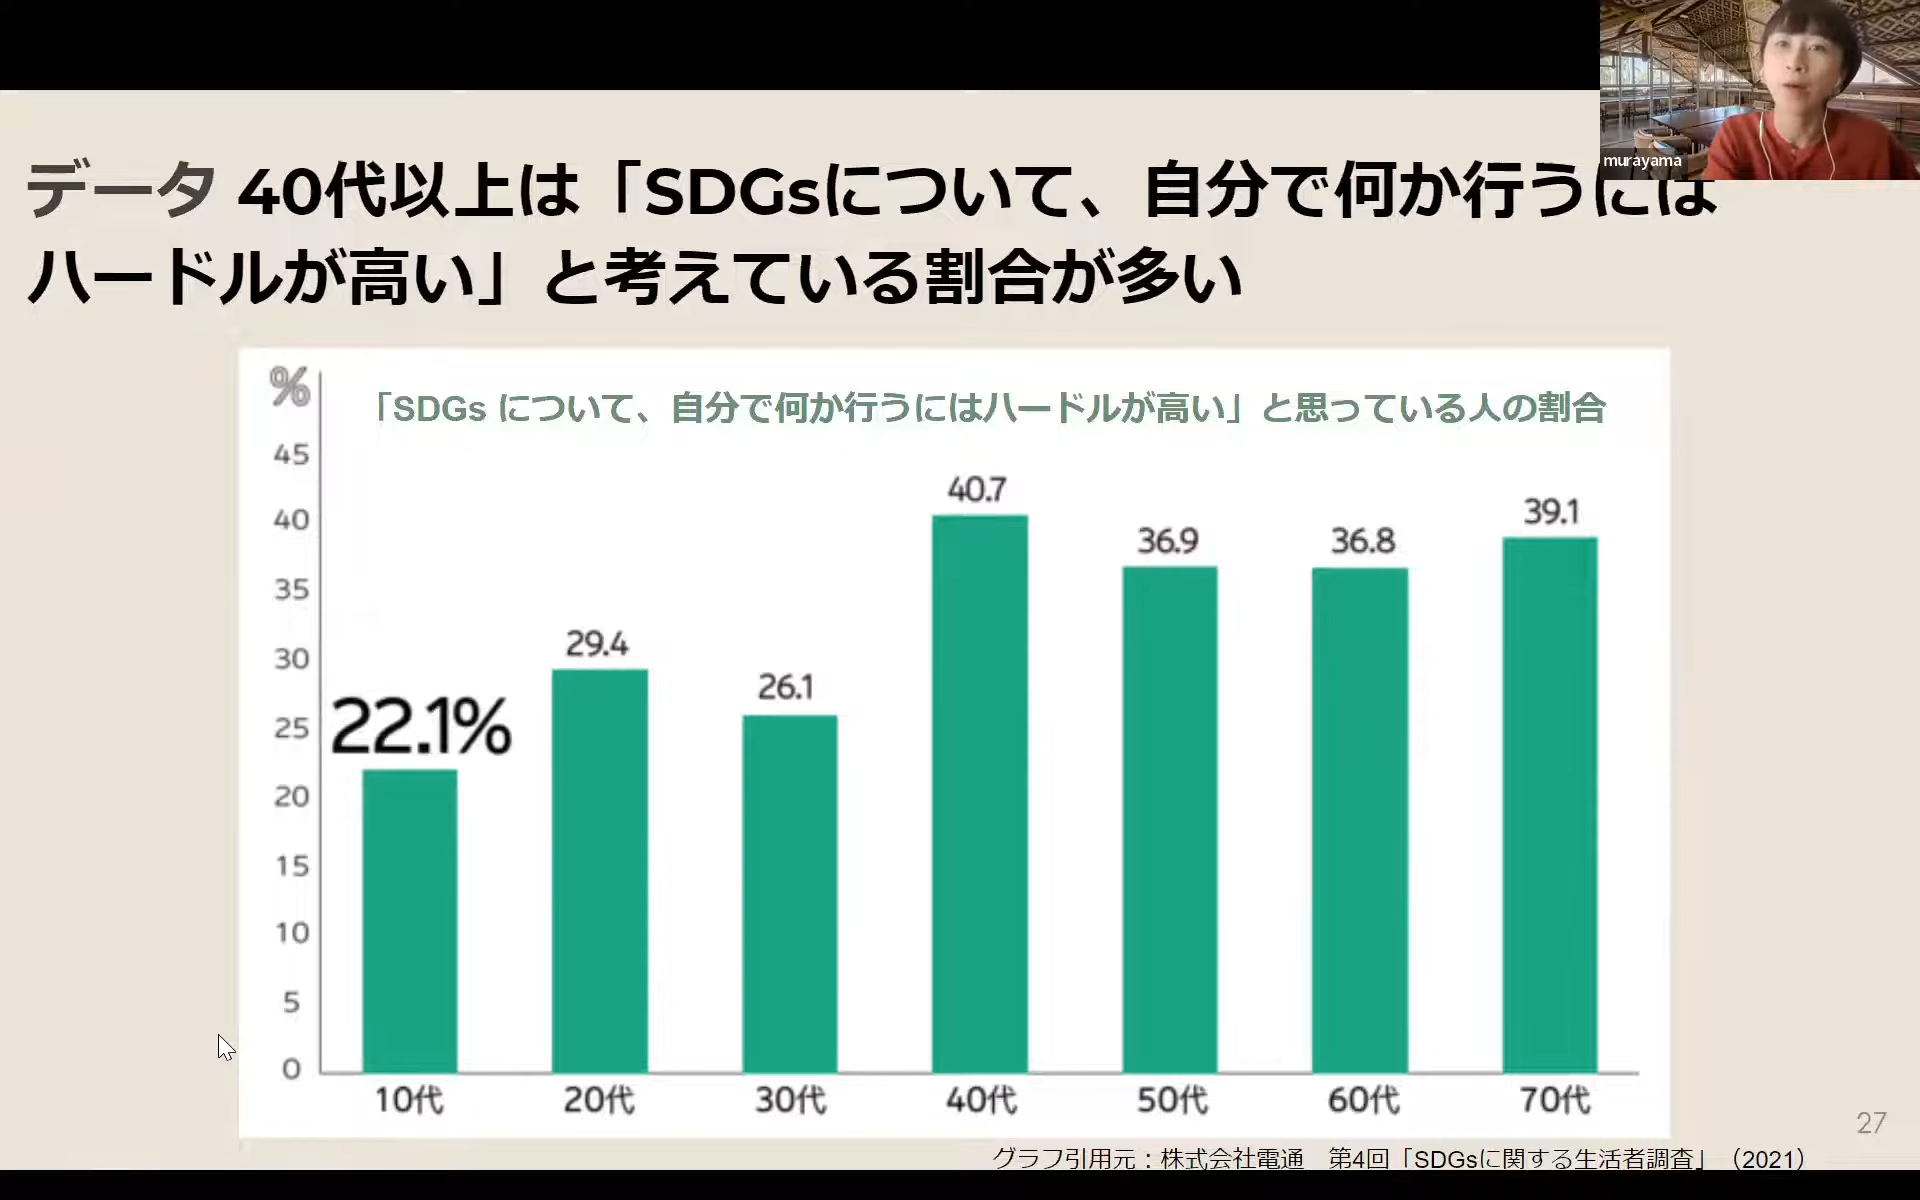 murayama
データ 40代以上は「SDGsについて、自分で何か行うには
ハードルが高い」と考えている割合が多い
%
「SDGs について、自分で何か行うにはハードルが高い」と思っている人の割合
45
40
35
30
25
20
15
10
5
0
22.1%
29.4
26.1
40.7
36.9
36.8
39.1
10代
20代
30代
40代
50代
60代
70代
27
グラフ引用元：株式会社電通　第4回「SDGsに関する生活者調査」（2021）